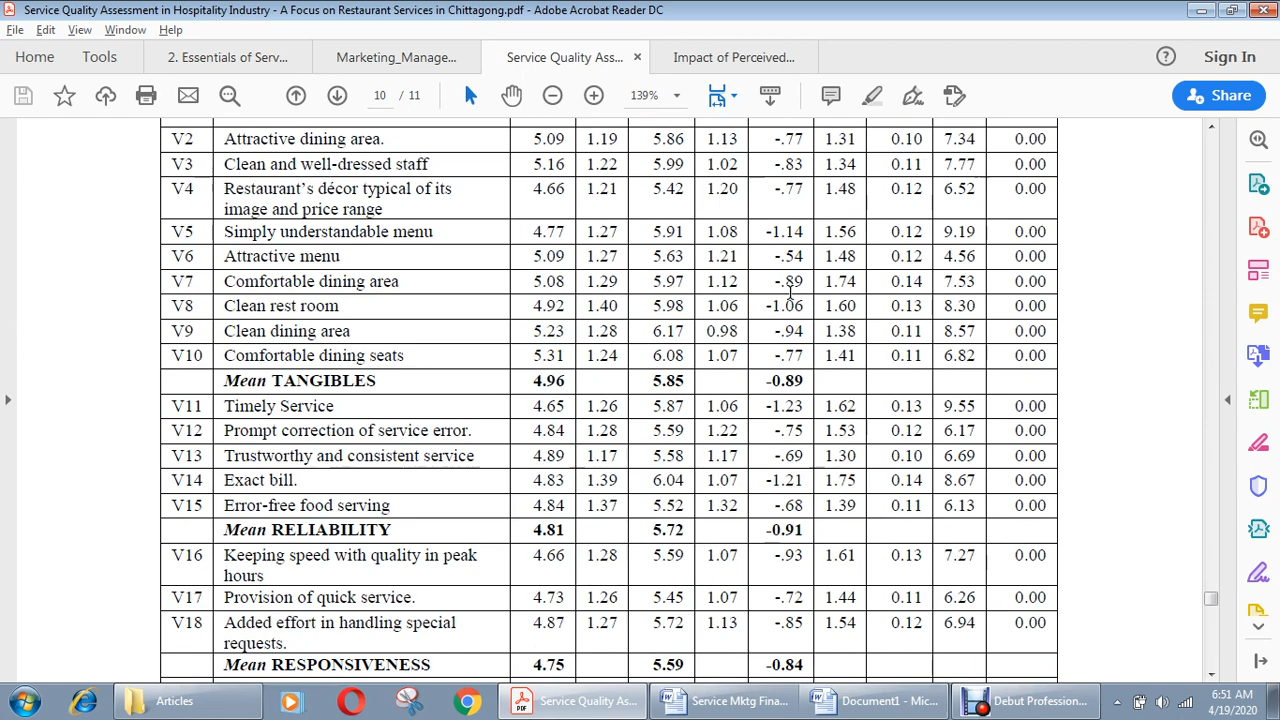 Service Quality Assessment in Hospitality Industry - A Focus on Restaurant Services in Chittagong.pdf - Adobe Acrobat Reader DC
File Edit View Window Help
Home Tools 2. Essentials of Serv... Marketing_Manage... Service Quality Ass... × Impact of Perceived... Sign In
10 / 11 139% Share
V2 Attractive dining area. 5.09 1.19 5.86 1.13 -.77 1.31 0.10 7.34 0.00
V3 Clean and well-dressed staff 5.16 1.22 5.99 1.02 -.83 1.34 0.11 7.77 0.00
V4 Restaurant's décor typical of its 4.66 1.21 5.42 1.20 -.77 1.48 0.12 6.52 0.00
image and price range
V5 Simply understandable menu 4.77 1.27 5.91 1.08 -1.14 1.56 0.12 9.19 0.00
V6 Attractive menu 5.09 1.27 5.63 1.21 -.54 1.48 0.12 4.56 0.00
V7 Comfortable dining area 5.08 1.29 5.97 1.12 -.89 1.74 0.14 7.53 0.00
V8 Clean rest room 4.92 1.40 5.98 1.06 -1.06 1.60 0.13 8.30 0.00
V9 Clean dining area 5.23 1.28 6.17 0.98 -.94 1.38 0.11 8.57 0.00
V10 Comfortable dining seats 5.31 1.24 6.08 1.07 -.77 1.41 0.11 6.82 0.00
Mean TANGIBLES 4.96 5.85 -0.89
V11 Timely Service 4.65 1.26 5.87 1.06 -1.23 1.62 0.13 9.55 0.00
V12 Prompt correction of service error. 4.84 1.28 5.59 1.22 -.75 1.53 0.12 6.17 0.00
V13 Trustworthy and consistent service 4.89 1.17 5.58 1.17 -.69 1.30 0.10 6.69 0.00
V14 Exact bill. 4.83 1.39 6.04 1.07 -1.21 1.75 0.14 8.67 0.00
V15 Error-free food serving 4.84 1.37 5.52 1.32 -.68 1.39 0.11 6.13 0.00
Mean RELIABILITY 4.81 5.72 -0.91
V16 Keeping speed with quality in peak 4.66 1.28 5.59 1.07 -.93 1.61 0.13 7.27 0.00
hours
V17 Provision of quick service. 4.73 1.26 5.45 1.07 -.72 1.44 0.11 6.26 0.00
V18 Added effort in handling special 4.87 1.27 5.72 1.13 -.85 1.54 0.12 6.94 0.00
requests.
Mean RESPONSIVENESS 4.75 5.59 -0.84
Articles Service Quality As... Service Mktg Fina... Document1 - Mic... Debut Profession... 6:51 AM
4/19/2020